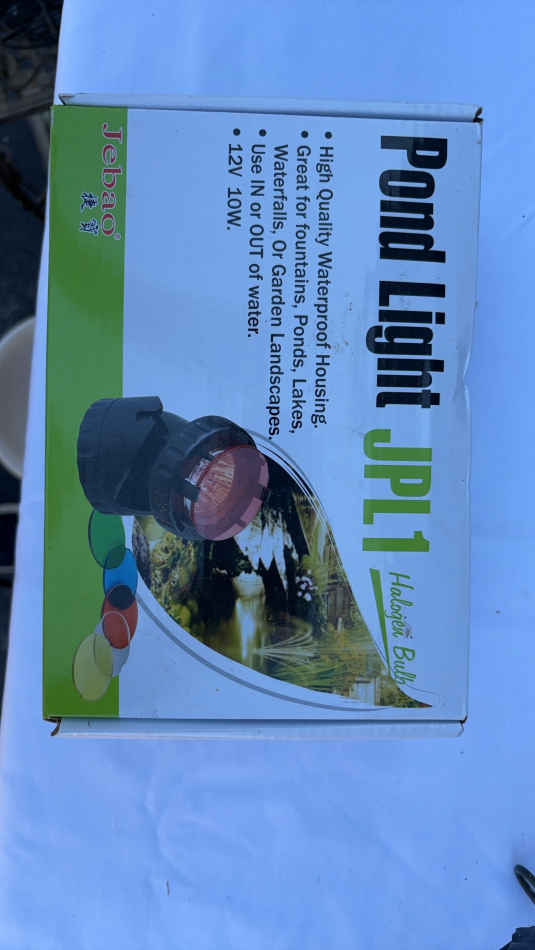 Pond Light JPL1
Halogen Bulb
• High Quality Waterproof Housing.
• Great for fountains, Ponds, Lakes,
Waterfalls, Or Garden Landscapes.
• Use IN or OUT of water.
• 12V 10W.
Jebao®
捷寶